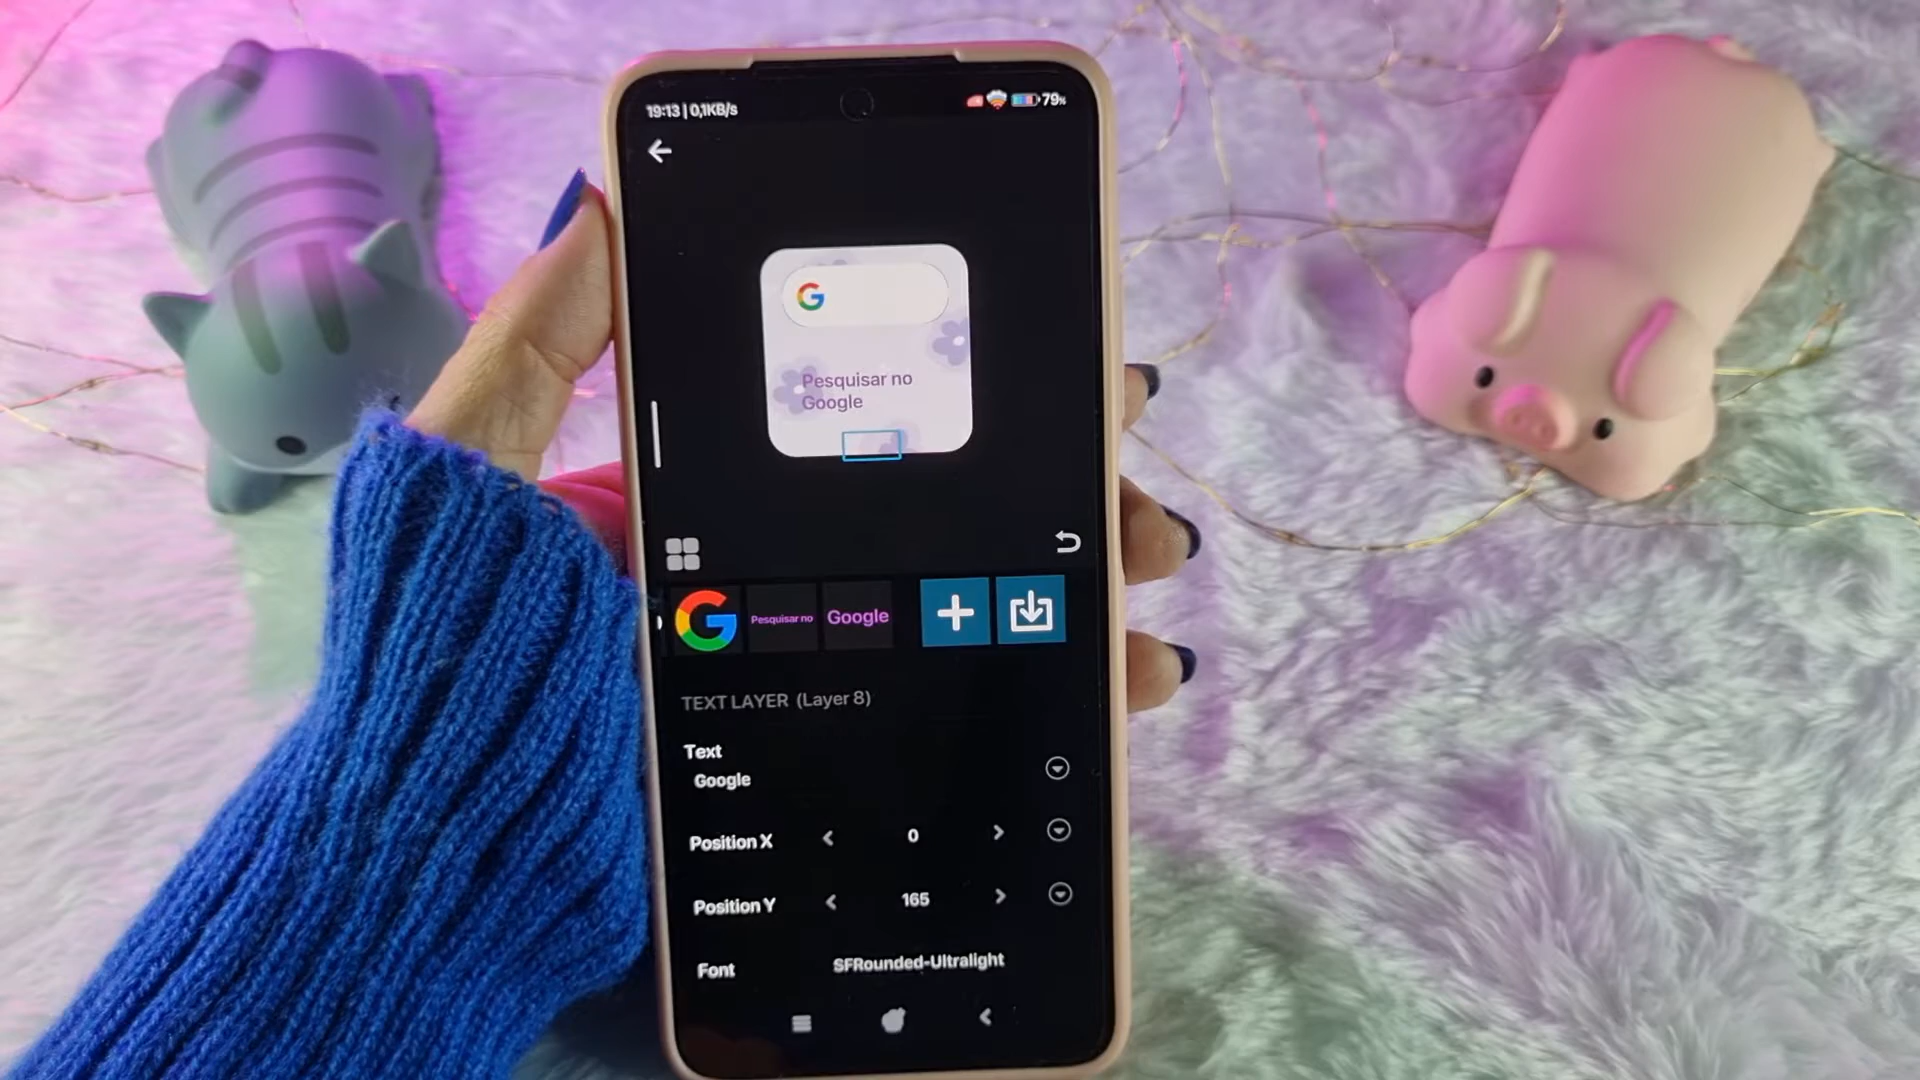 19:13 | 0,1KB/s
79%
G
Pesquisar no
Google
G
Pesquisar no
Google
TEXT LAYER (Layer 8)
Text
Google
Position X
0
Position Y
165
Font
SFRounded-Ultralight